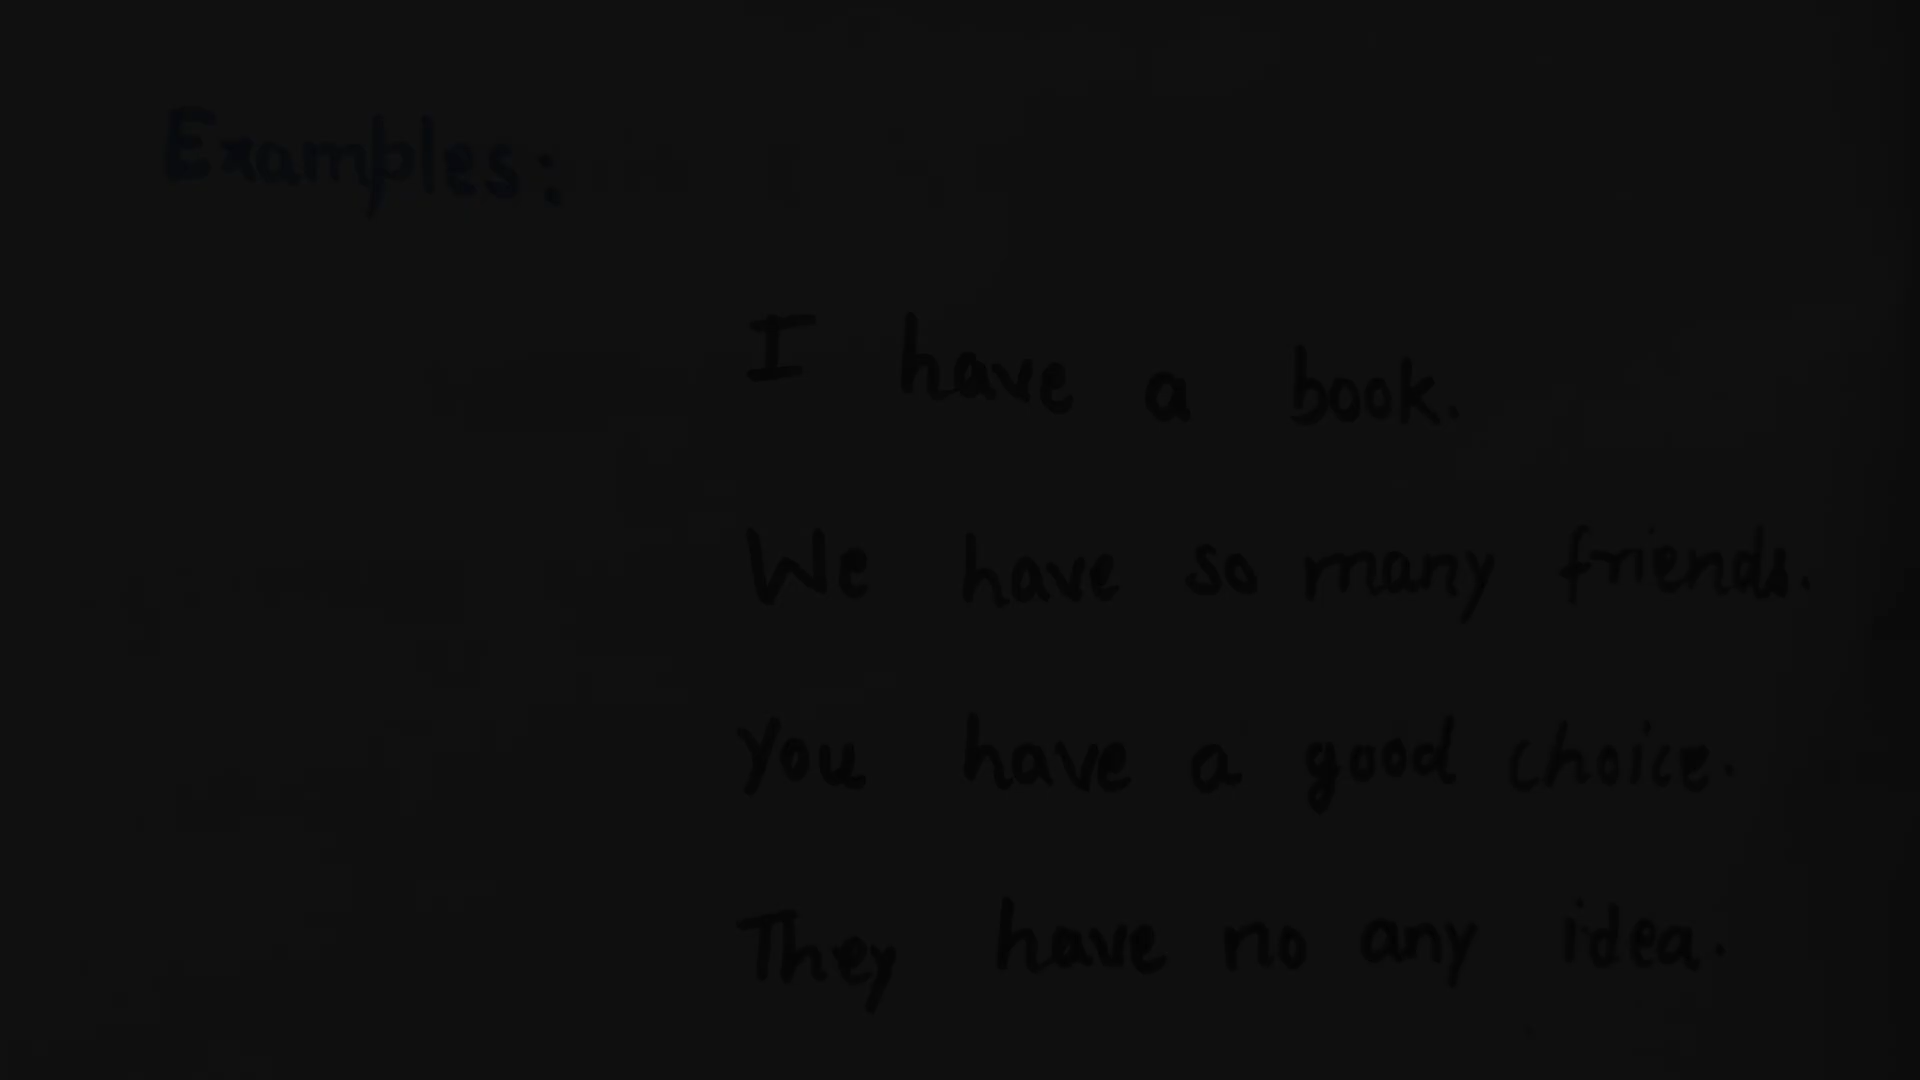 Examples:
I have a book.
We have so many friends.
You have a good choice.
They have no any idea.